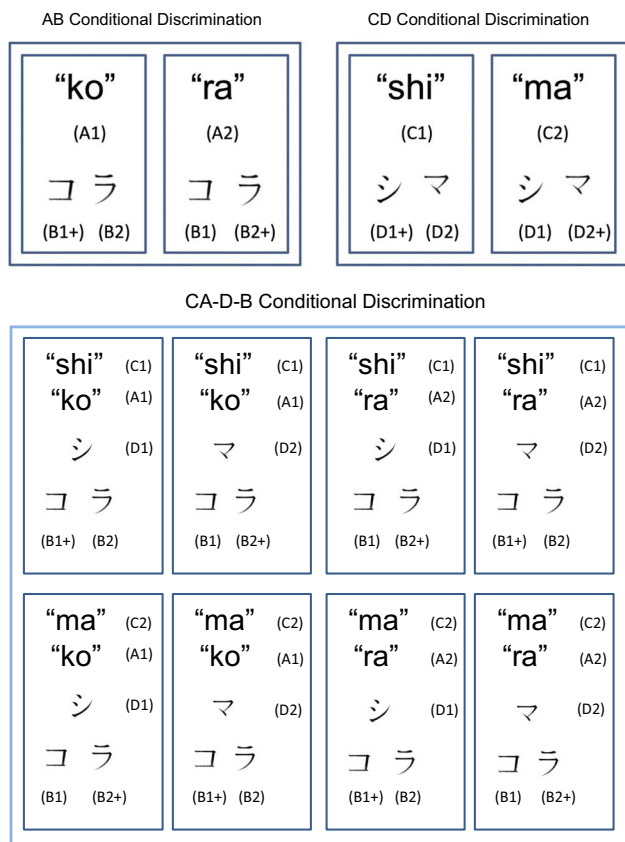 AB Conditional Discrimination
CD Conditional Discrimination
“ko”
(A1)
コ ラ
(B1+) (B2)
“ra”
(A2)
コ ラ
(B1) (B2+)
“shi”
(C1)
シ マ
(D1+) (D2)
“ma”
(C2)
シ マ
(D1) (D2+)
CA-D-B Conditional Discrimination
“shi” (C1)
“ko” (A1)
シ (D1)
コ ラ
(B1+) (B2)
“shi” (C1)
“ko” (A1)
マ (D2)
コ ラ
(B1) (B2+)
“shi” (C1)
“ra” (A2)
シ (D1)
コ ラ
(B1) (B2+)
“shi” (C1)
“ra” (A2)
マ (D2)
コ ラ
(B1+) (B2)
“ma” (C2)
“ko” (A1)
シ (D1)
コ ラ
(B1) (B2+)
“ma” (C2)
“ko” (A1)
マ (D2)
コ ラ
(B1+) (B2)
“ma” (C2)
“ra” (A2)
シ (D1)
コ ラ
(B1+) (B2)
“ma” (C2)
“ra” (A2)
マ (D2)
コ ラ
(B1) (B2+)